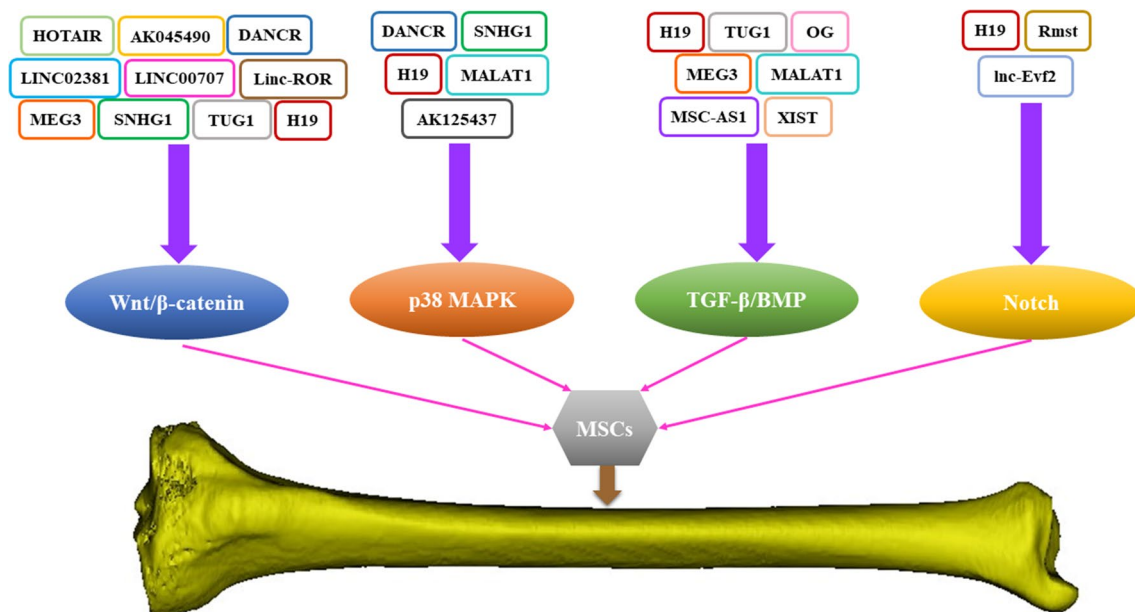 HOTAIR AK045490 DANCR
LINC02381 LINC00707 Linc-ROR
MEG3 SNHG1 TUG1 H19
DANCR SNHG1
H19 MALAT1
AK125437
H19 TUG1 OG
MEG3 MALAT1
MSC-AS1 XIST
H19 Rmst
lnc-Evf2
Wnt/β-catenin
p38 MAPK
TGF-β/BMP
Notch
MSCs